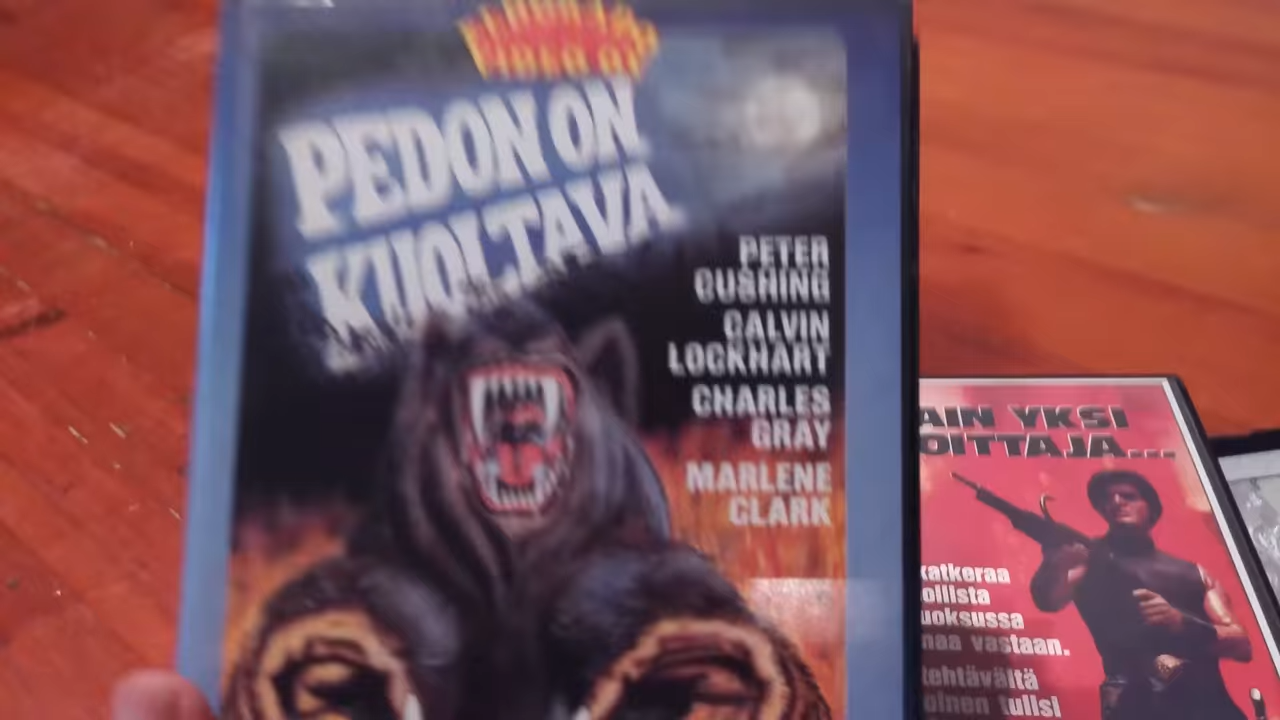 PEDON ON
KUOLTAVA
PETER
CUSHING
CALVIN
LOCKHART
CHARLES
GRAY
MARLENE
CLARK
AIN YKSI
OITTAJA...
katkeraa
oillista
uoksussa
naa vastaan.
tehtävältä
oinen tulisi